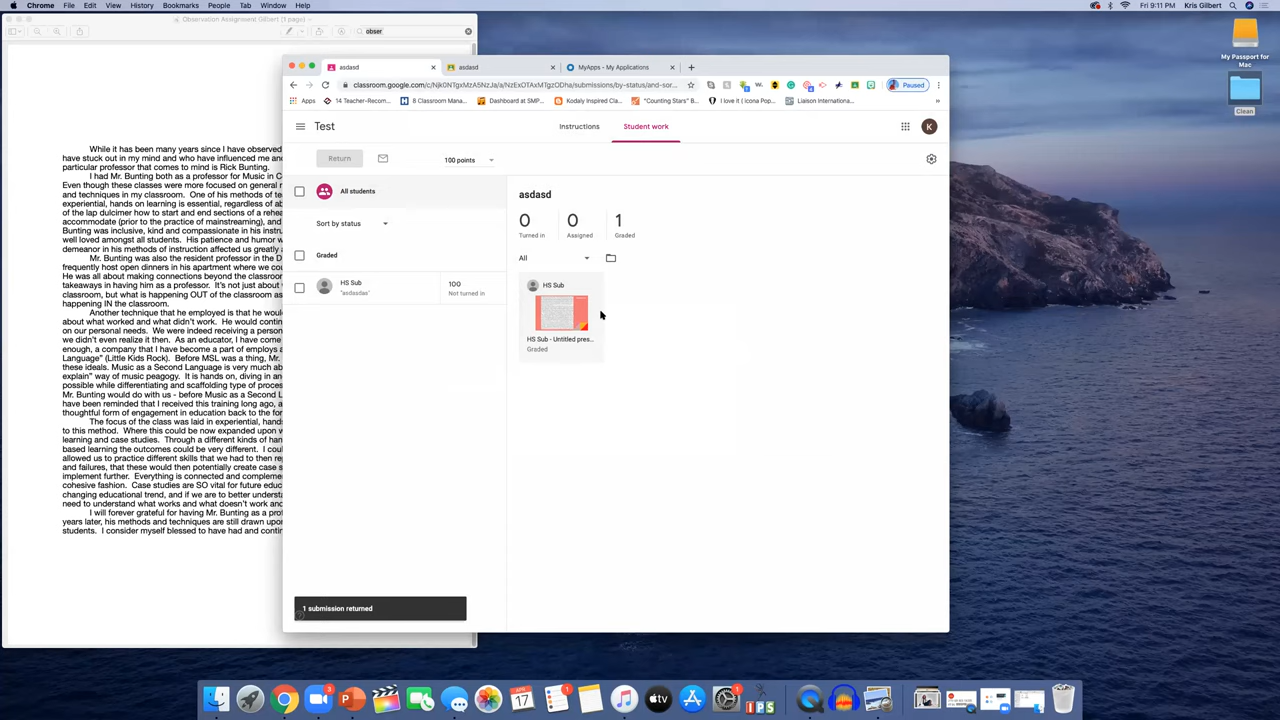 Chrome File Edit View History Bookmarks People Tab Window Help
Fri 9:11 PM Kris Gilbert
Observation Assignment (Gilbert (1 page)
obser
While it has been many years since I have observed
have stuck out in my mind and who have influenced me and
particular professor that comes to mind is Rick Bunting.
I had Mr. Bunting both as a professor for Music in C
Even though these classes were more focused on general
and techniques in my classroom. One of his methods of te
experiential, hands on learning is essential, regardless of ab
of the lap dulcimer how to start and end sections of a rehea
accommodate (prior to the practice of mainstreaming), and
Bunting was inclusive, kind and compassionate in his instru
well loved amongst all students. His patience and humor w
demeanor in his methods of instruction affected us greatly a
Mr. Bunting was also the resident professor in the D
frequently host open dinners in his apartment where we co
He was all about making connections beyond the classroom
takeaways in having him as a professor. It's not just about w
classroom, but what is happening OUT of the classroom as
happening IN the classroom.
Another technique that he employed is that he would
about what worked and what didn't work. He would contin
on our personal needs. We were indeed receiving a person
we didn't even realize it then. As an educator, I have come
enough, a company that I have become a part of employs a
Language" (Little Kids Rock). Before MSL was a thing, Mr.
these ideals. Music as a Second Language is very much ab
explain" way of music peagogy. It is hands on, diving in and
possible while differentiating and scaffolding type of process
Mr. Bunting would do with us - before Music as a Second L
have been reminded that I received this training long ago, a
thoughtful form of engagement in education back to the for
The focus of the class was laid in experiential, hands
to this method. Where this could be now expanded upon w
learning and case studies. Through a different kinds of han
based learning the outcomes could be very different. I coul
allowed us to practice different skills that we had to then re
and failures, that these would then potentially create case s
implement further. Everything is connected and compleme
cohesive fashion. Case studies are SO vital for future educ
changing educational trend, and if we are to better understa
need to understand what works and what doesn't work and
I will forever grateful for having Mr. Bunting as a prof
years later, his methods and techniques are still drawn upon
students. I consider myself blessed to have had and contin
asdasd
asdasd
MyApps - My Applications
classroom.google.com/c/Njk0NTgxMzA5NzJa/a/NzExOTAxMTgzODha/submissions/by-status/and-sor...
Paused
Apps 14 Teacher-Recom... 8 Classroom Mana... Dashboard at SMP... Kodaly Inspired Cla... "Counting Stars" B... I love it ( Icona Pop... Liaison Internationa...
Test
Instructions
Student work
K
Return
100 points
All students
Sort by status
Graded
HS Sub
"asdasdas"
100
Not turned in
asdasd
0 0 1
Turned in Assigned Graded
All
HS Sub
HS Sub - Untitled pres...
Graded
1 submission returned
My Passport for Mac
Clean
3
APR
17
1
1
IPS